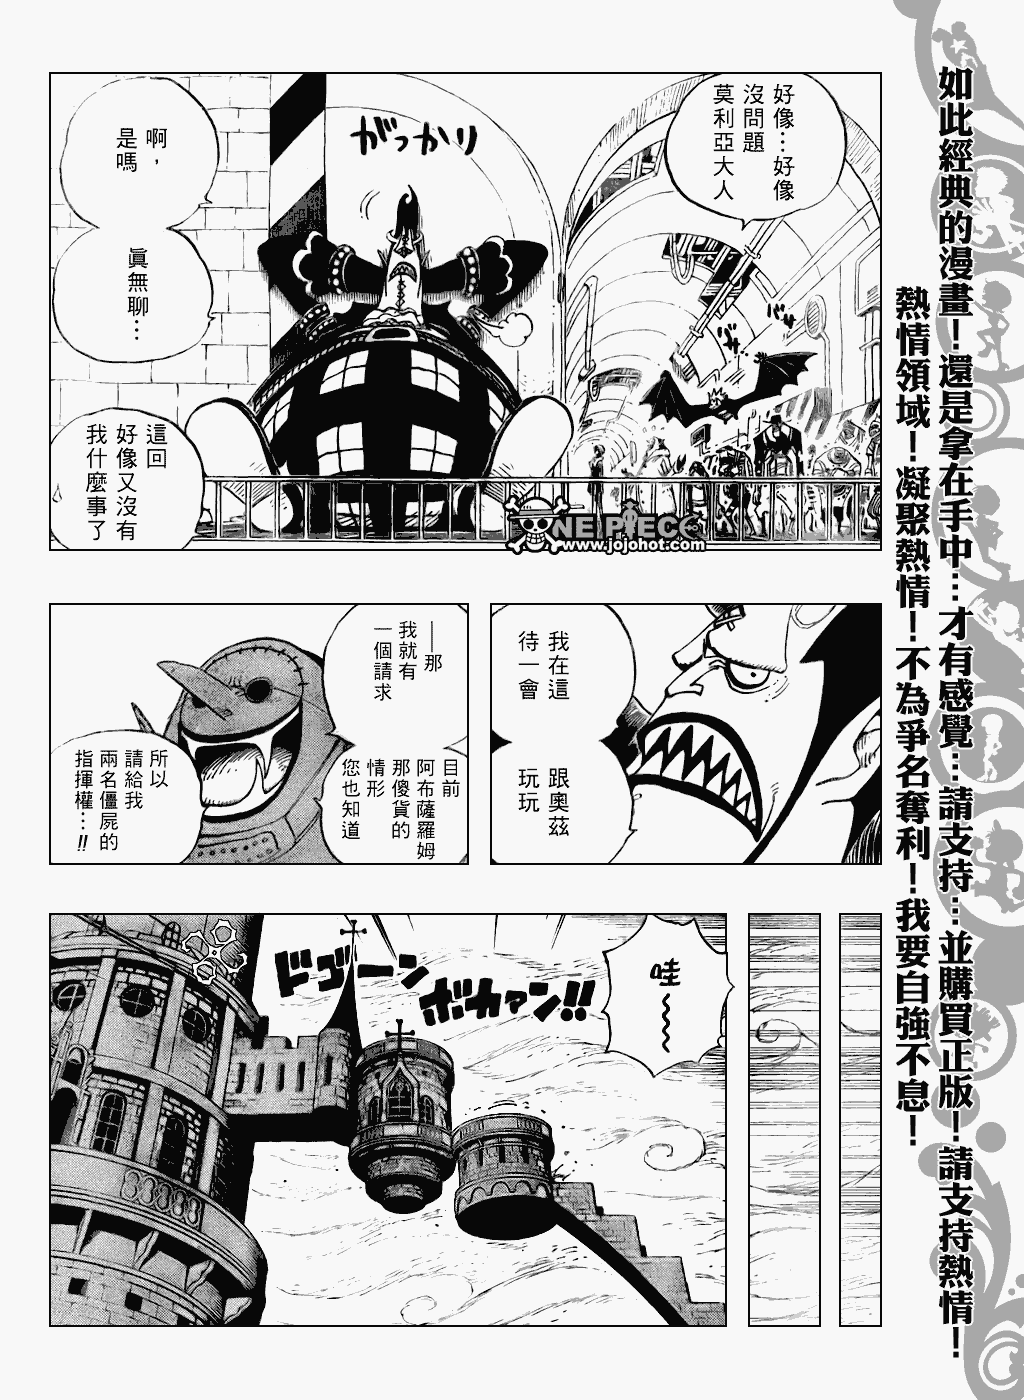 好像…好像
沒問題
莫利亞大人
がっかり
ざわ
ざわ
啊，
是嗎
真無聊…
這回
好像又沒有
我什麼事了
ONE PIECE
www.jojohot.com
我在這
待一會
跟奧茲
玩玩
——那
我就有
一個請求
目前
阿布薩羅姆
那傻貨的
情形
您也知道
所以
請給我
兩名僵屍的
指揮權…!!
哇～～
ドゴーン
ボカァン!!
如此經典的漫畫！還是拿在手中…才有感覺…請支持…並購買正版！請支持熱情！
熱情領域！凝聚熱情！不為爭名奪利！我要自強不息！